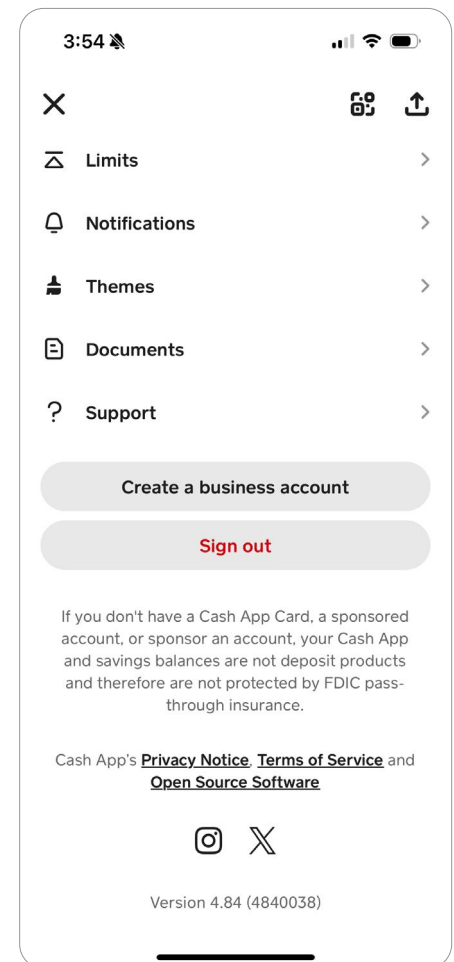 3:54
Limits
Notifications
Themes
Documents
Support
Create a business account
Sign out
If you don't have a Cash App Card, a sponsored
account, or sponsor an account, your Cash App
and savings balances are not deposit products
and therefore are not protected by FDIC pass-
through insurance.
Cash App's Privacy Notice, Terms of Service and
Open Source Software
Version 4.84 (4840038)